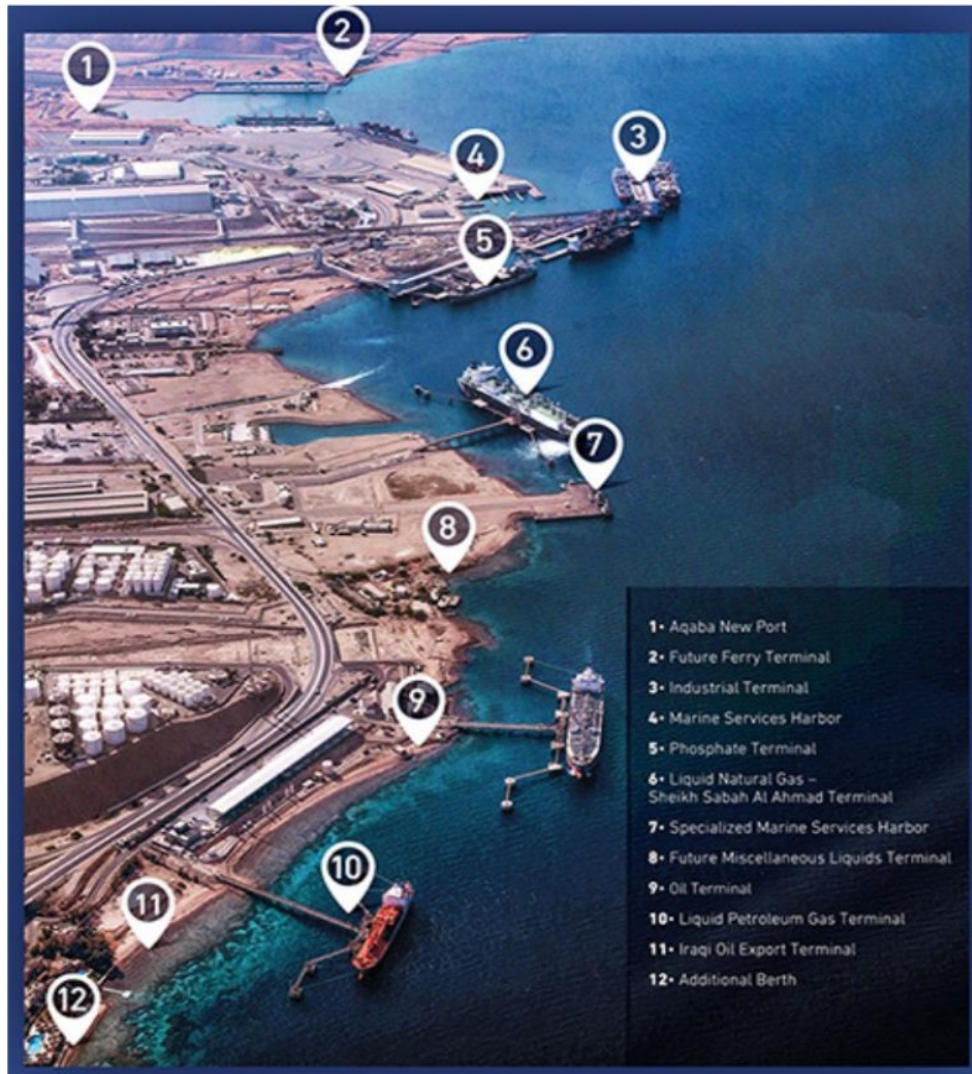 1
2
3
4
5
6
7
8
9
10
11
12
1• Aqaba New Port
2• Future Ferry Terminal
3• Industrial Terminal
4• Marine Services Harbor
5• Phosphate Terminal
6• Liquid Natural Gas –
Sheikh Sabah Al Ahmad Terminal
7• Specialized Marine Services Harbor
8• Future Miscellaneous Liquids Terminal
9• Oil Terminal
10• Liquid Petroleum Gas Terminal
11• Iraqi Oil Export Terminal
12• Additional Berth